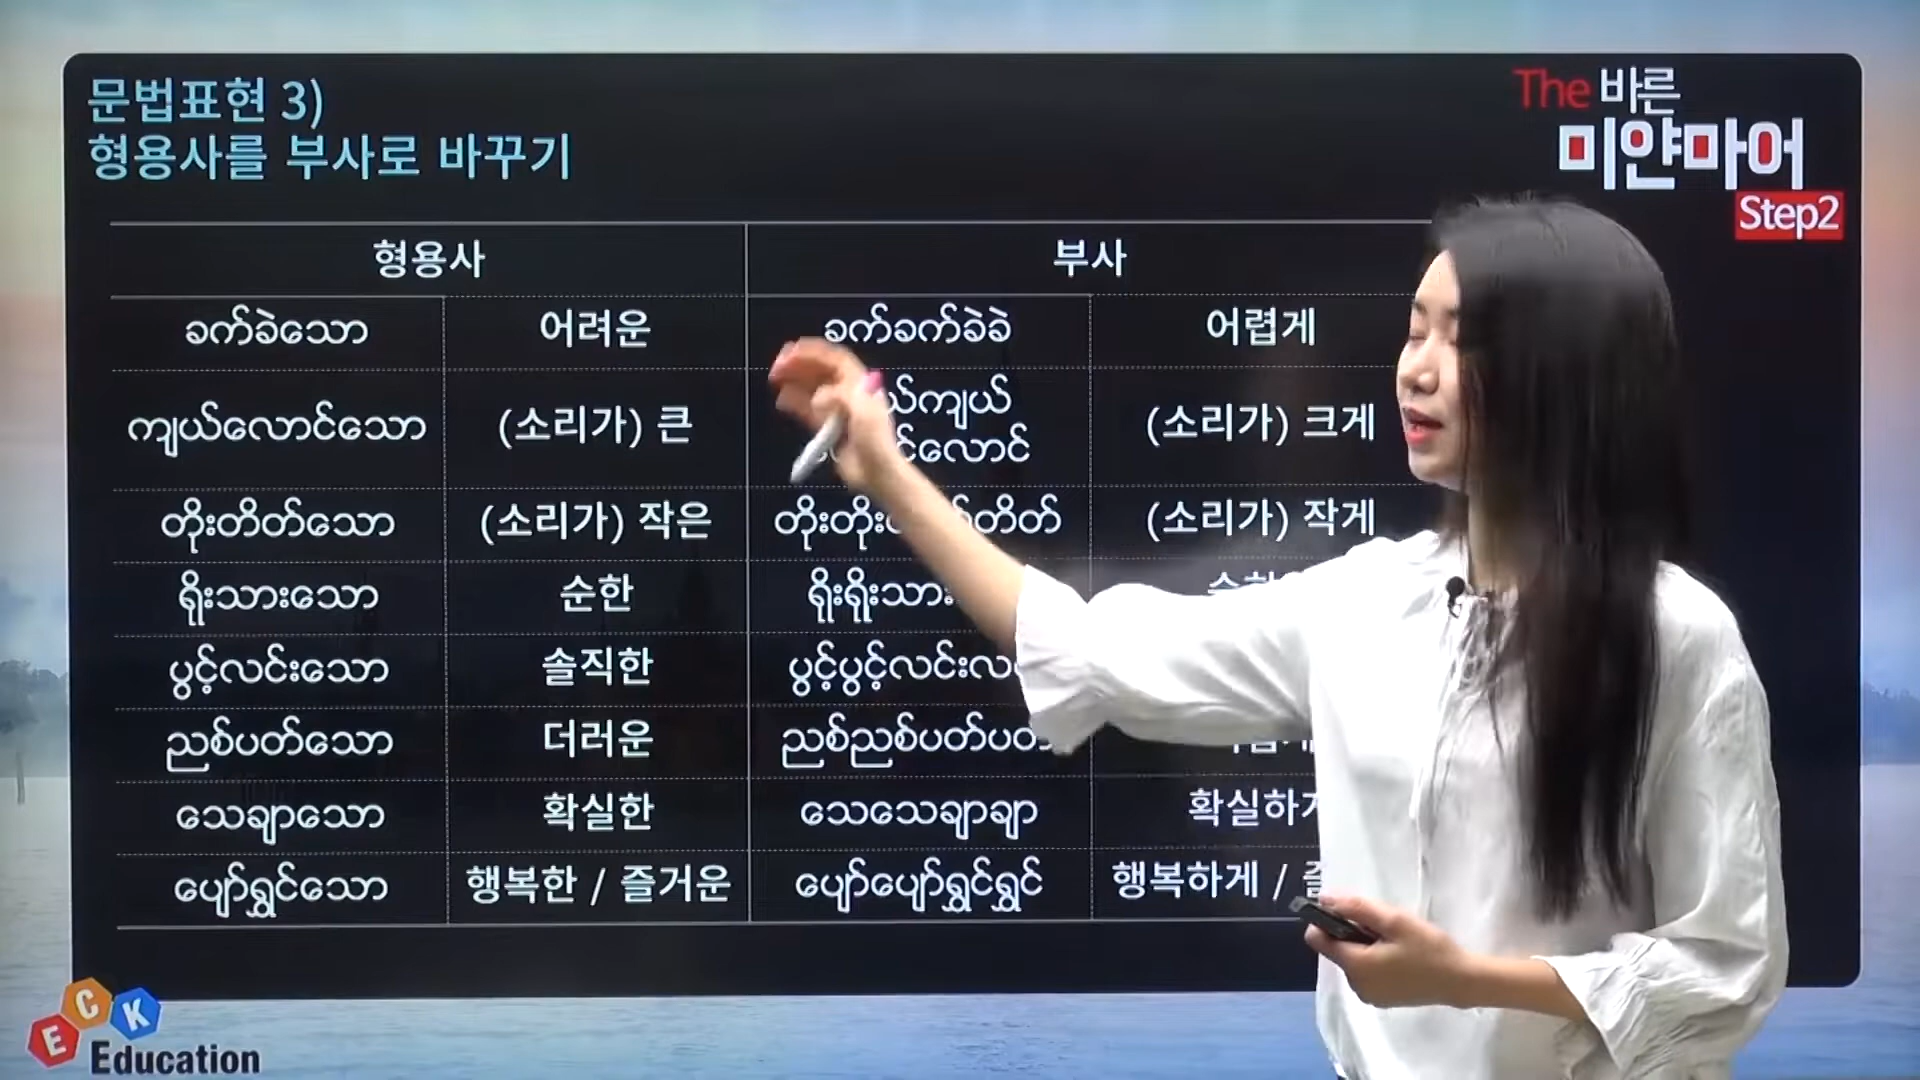 문법표현 3)
형용사를 부사로 바꾸기
The 바른
미얀마어
Step2
형용사 부사
ခက်ခဲသော 어려운 ခက်ခက်ခဲခဲ 어렵게
ကျယ်လောင်သော (소리가) 큰 (소리가) 크게
တိုးတိတ်သော (소리가) 작은 (소리가) 작게
ရိုးသားသော 순한
ပွင့်လင်းသော 솔직한
ညစ်ပတ်သော 더러운
သေချာသော 확실한 သေသေချာချာ
ပျော်ရွှင်သော 행복한 / 즐거운 ပျော်ပျော်ရွှင်ရွှင် 행복하게 /
ECK
Education